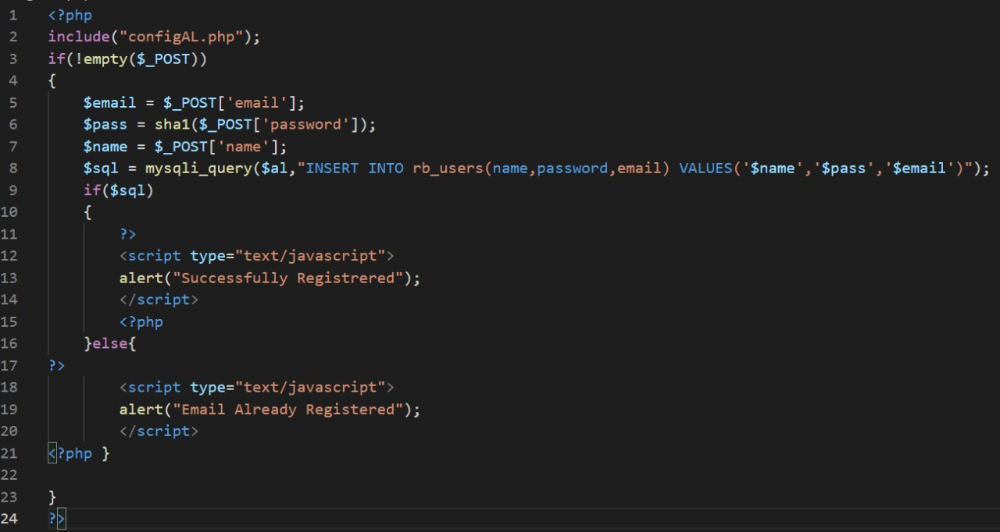 1 <?php
2 include("configAL.php");
3 if(!empty($_POST))
4 {
5 $email = $_POST['email'];
6 $pass = sha1($_POST['password']);
7 $name = $_POST['name'];
8 $sql = mysqli_query($al,"INSERT INTO rb_users(name,password,email) VALUES('$name','$pass','$email')");
9 if($sql)
10 {
11 ?>
12 <script type="text/javascript">
13 alert("Successfully Registrered");
14 </script>
15 <?php
16 }else{
17 ?>
18 <script type="text/javascript">
19 alert("Email Already Registered");
20 </script>
21 <?php }
22
23 }
24 ?>